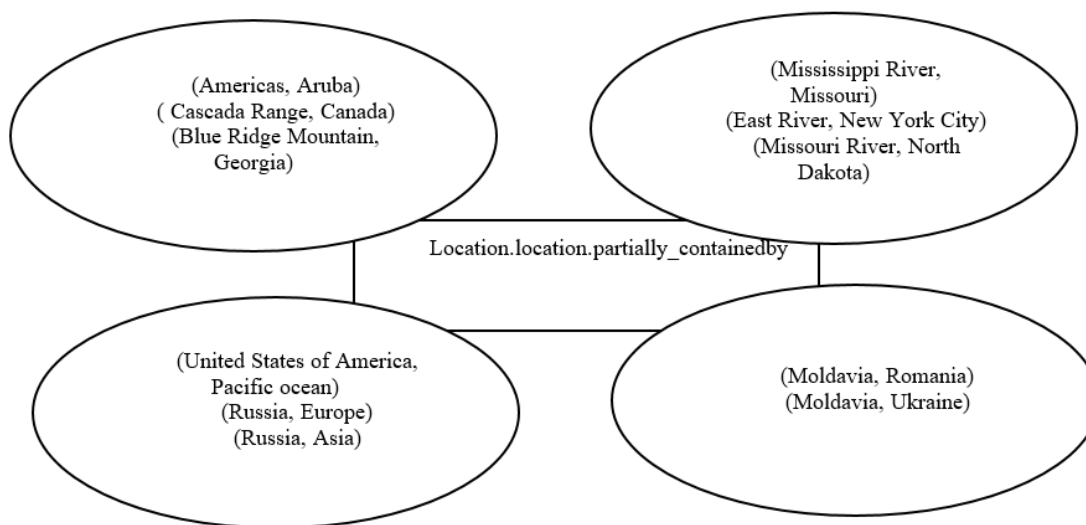 (Americas, Aruba)
( Cascada Range, Canada)
(Blue Ridge Mountain,
Georgia)
(Mississippi River,
Missouri)
(East River, New York City)
(Missouri River, North
Dakota)
Location.location.partially_containedby
(United States of America,
Pacific ocean)
(Russia, Europe)
(Russia, Asia)
(Moldavia, Romania)
(Moldavia, Ukraine)